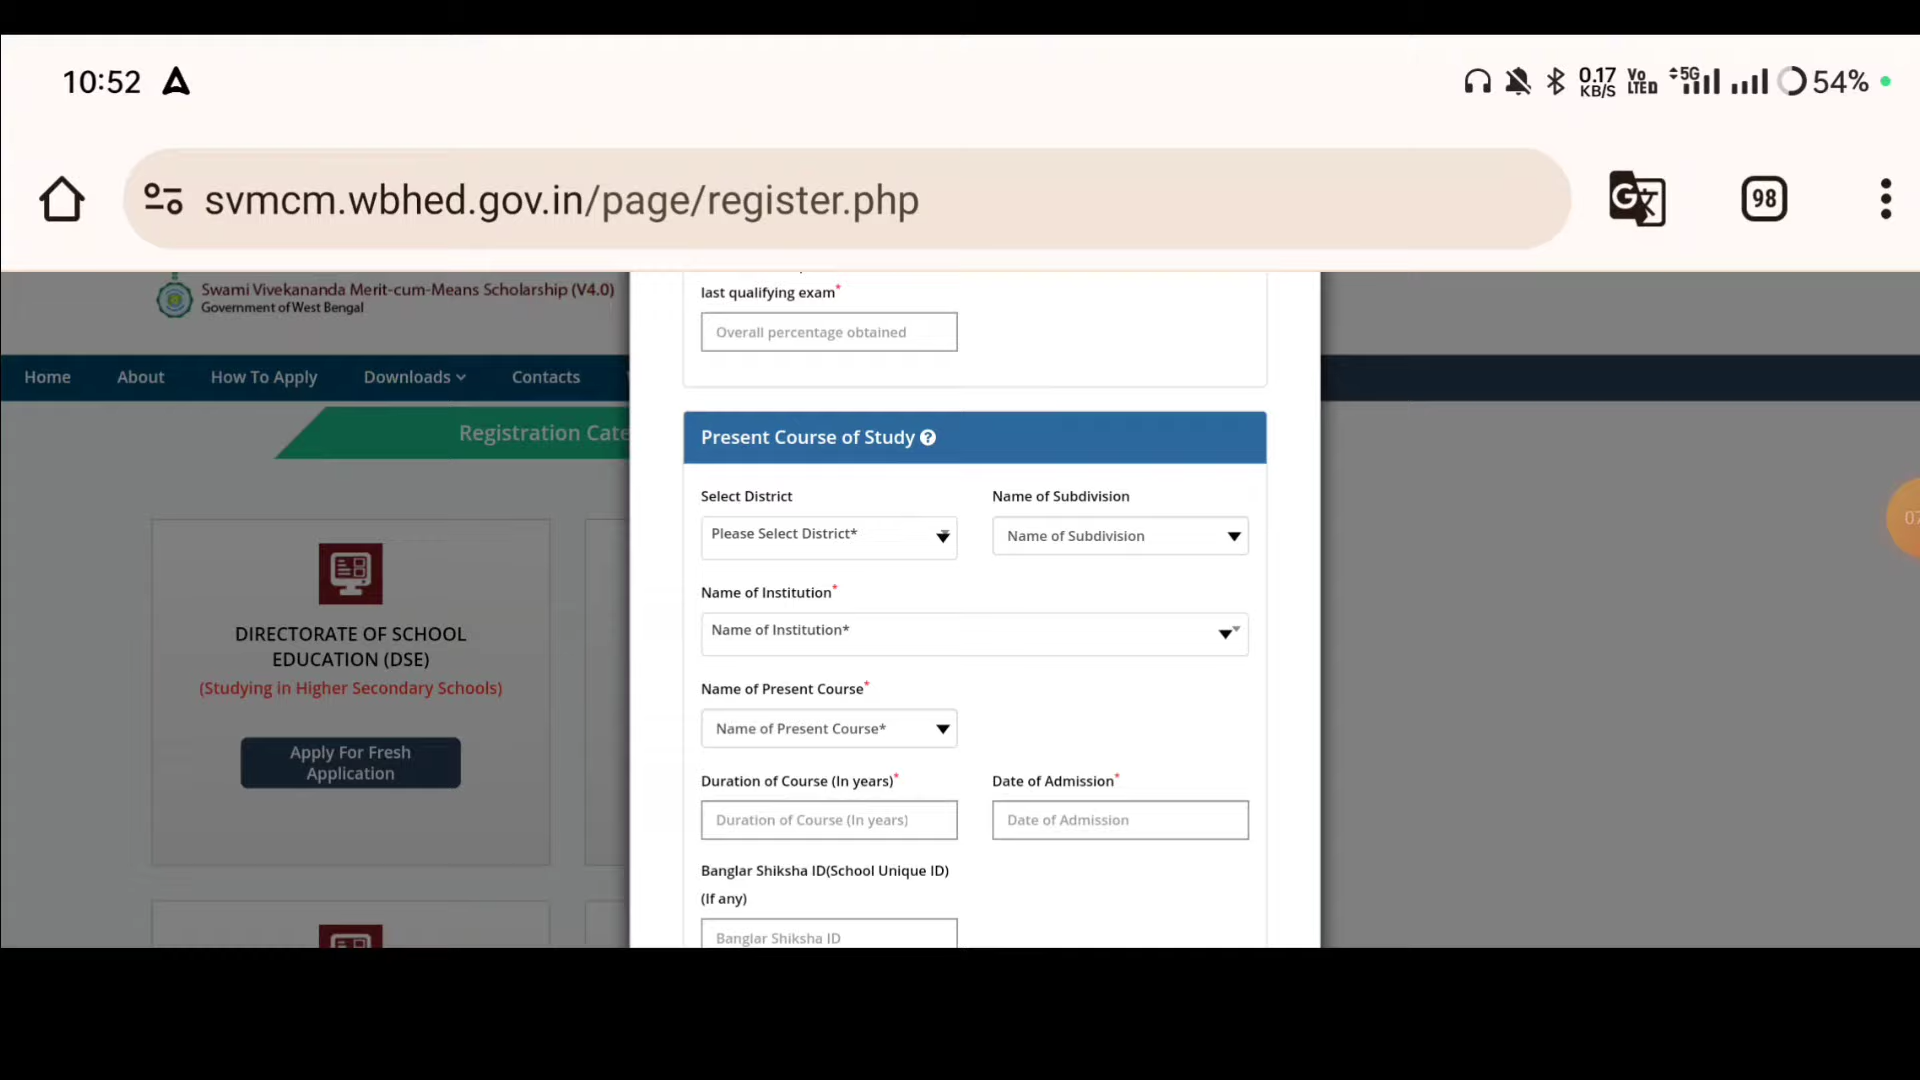 10:52
0.17 KB/S
Vo LTED
5G
54%
svmcm.wbhed.gov.in/page/register.php
98
Swami Vivekananda Merit-cum-Means Scholarship (V4.0)
Government of West Bengal
Home About How To Apply Downloads Contacts
Registration Cate
DIRECTORATE OF SCHOOL
EDUCATION (DSE)
(Studying in Higher Secondary Schools)
Apply For Fresh
Application
last qualifying exam*
Overall percentage obtained
Present Course of Study ?
Select District
Name of Subdivision
Please Select District*
Name of Subdivision
Name of Institution*
Name of Institution*
Name of Present Course*
Name of Present Course*
Duration of Course (In years)*
Date of Admission*
Duration of Course (In years)
Date of Admission
Banglar Shiksha ID(School Unique ID)
(If any)
Banglar Shiksha ID